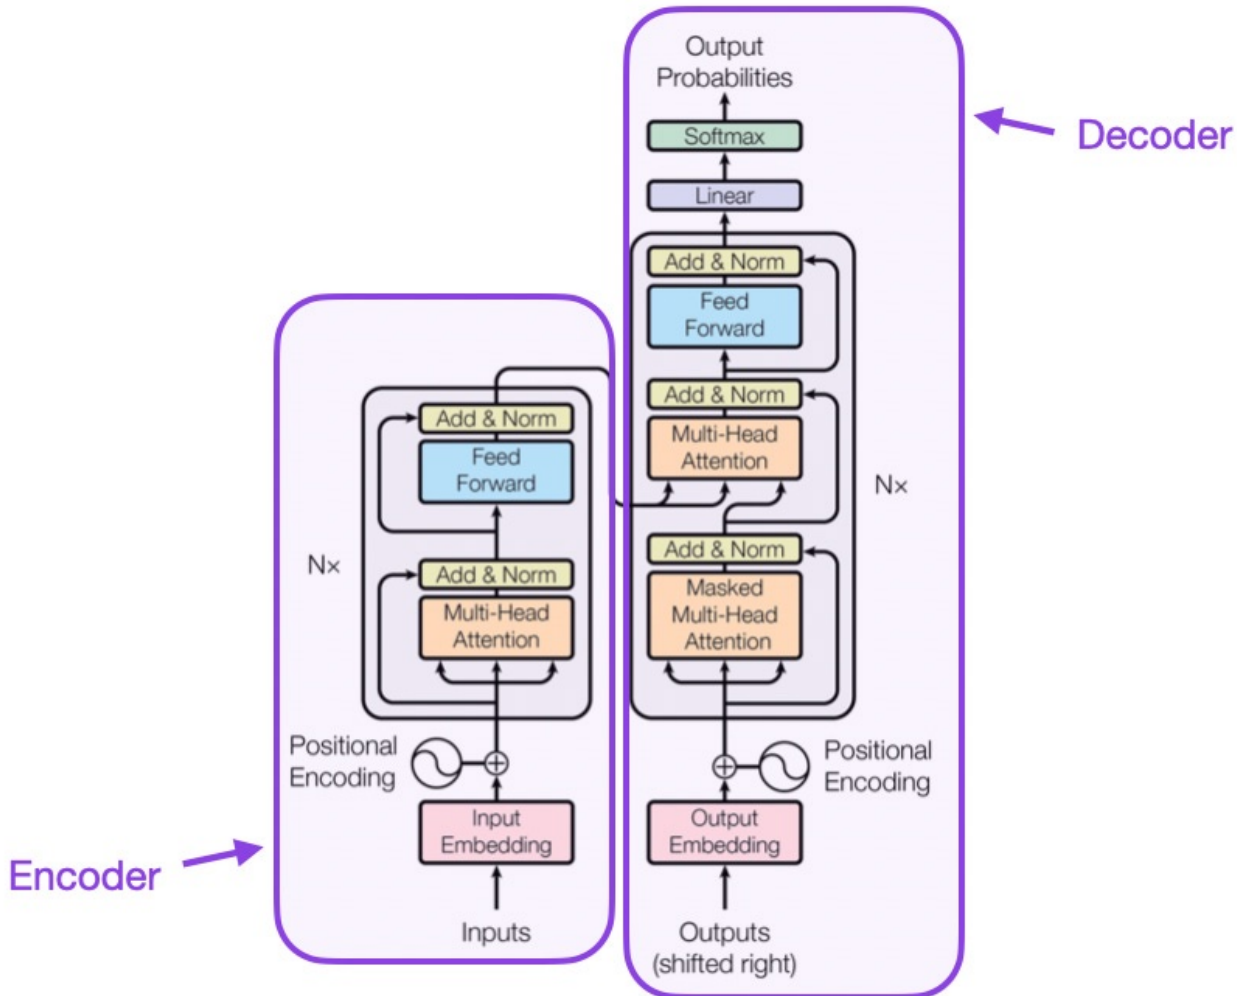 Output
Probabilities
Softmax
Linear
Add & Norm
Feed
Forward
Add & Norm
Multi-Head
Attention
Add & Norm
Masked
Multi-Head
Attention
N×
Positional
Encoding
Output
Embedding
Outputs
(shifted right)
Decoder
Add & Norm
Feed
Forward
Add & Norm
Multi-Head
Attention
N×
Positional
Encoding
Input
Embedding
Inputs
Encoder